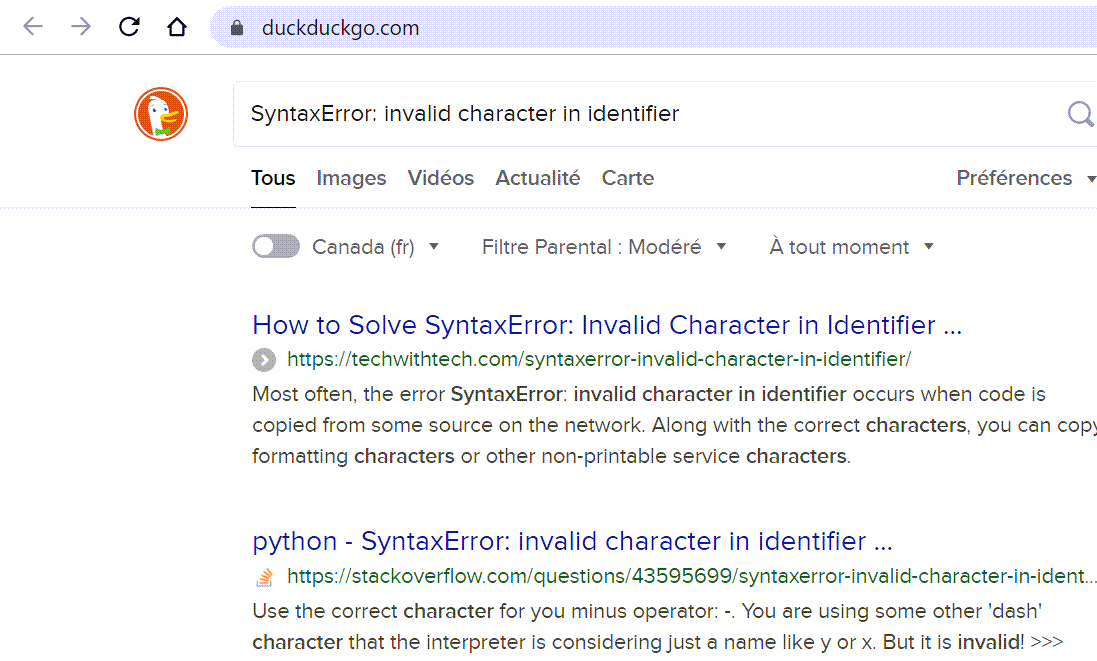 duckduckgo.com
SyntaxError: invalid character in identifier
Tous Images Vidéos Actualité Carte Préférences
Canada (fr) Filtre Parental : Modéré À tout moment
How to Solve SyntaxError: Invalid Character in Identifier ...
https://techwithtech.com/syntaxerror-invalid-character-in-identifier/
Most often, the error SyntaxError: invalid character in identifier occurs when code is
copied from some source on the network. Along with the correct characters, you can copy
formatting characters or other non-printable service characters.
python - SyntaxError: invalid character in identifier ...
https://stackoverflow.com/questions/43595699/syntaxerror-invalid-character-in-ident...
Use the correct character for you minus operator: -. You are using some other 'dash'
character that the interpreter is considering just a name like y or x. But it is invalid! >>>